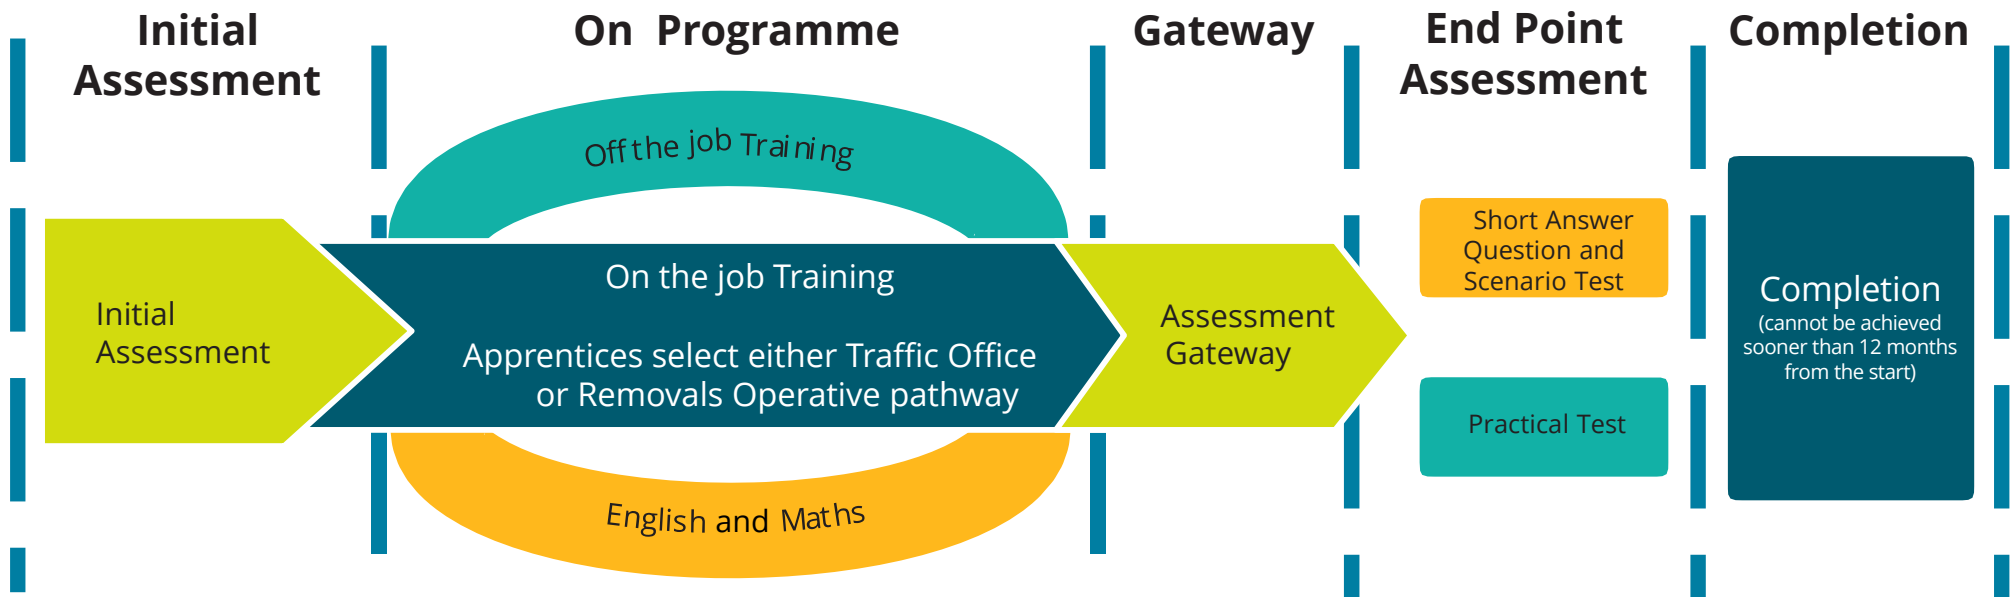 Initial
Assessment
On Programme
Gateway
End Point
Assessment
Completion
Initial
Assessment
Off the job Training
On the job Training
Apprentices select either Traffic Office
or Removals Operative pathway
English and Maths
Assessment
Gateway
Short Answer
Question and
Scenario Test
Practical Test
Completion
(cannot be achieved
sooner than 12 months
from the start)